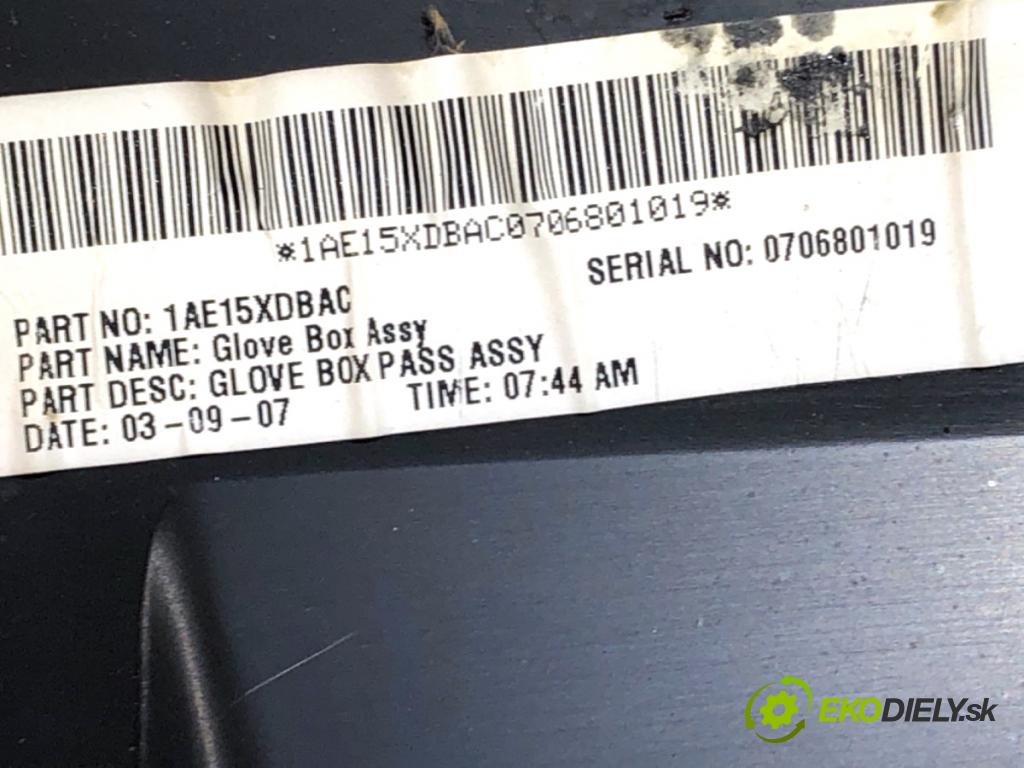 *1AE15XDBAC0706801019*
SERIAL NO: 0706801019
PART NO: 1AE15XDBAC
PART NAME: Glove Box Assy
PART DESC: GLOVE BOX PASS ASSY
DATE: 03-09-07 TIME: 07:44 AM
EKODIELY.sk